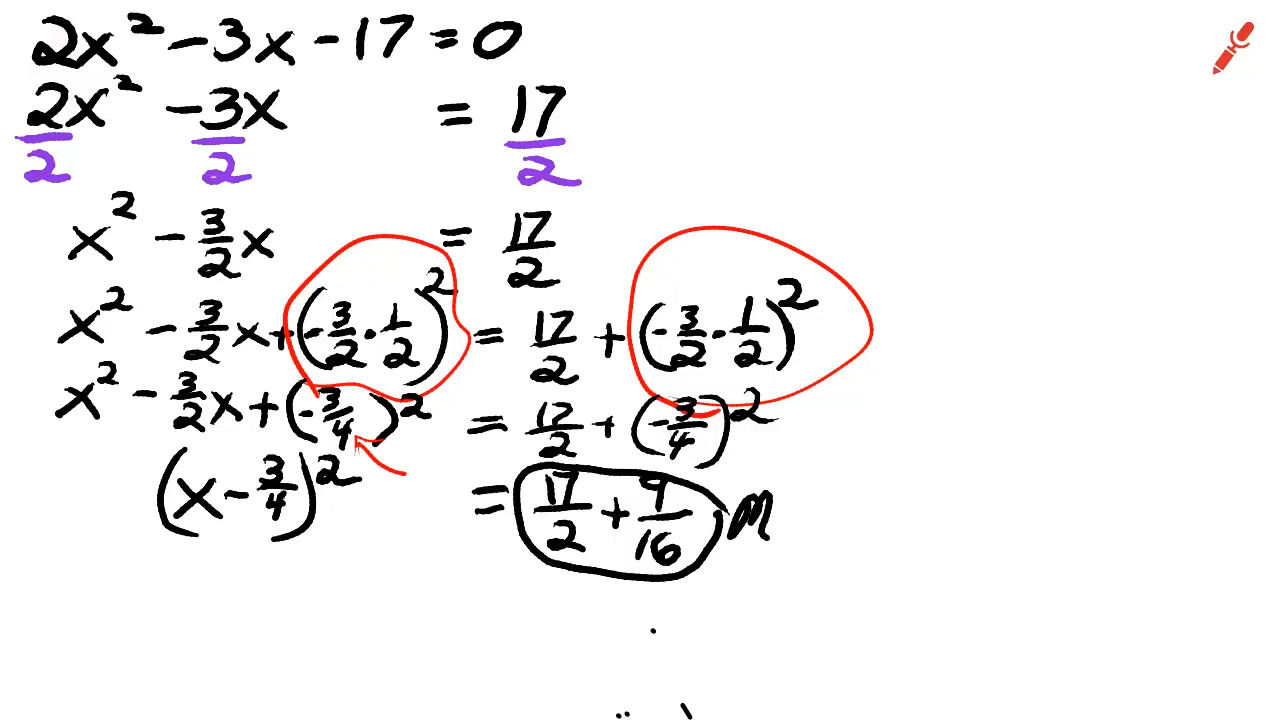 2x² - 3x - 17 = 0
2x² - 3x = 17
2 2 2
x² - 3/2 x = 17/2
x² - 3/2 x + (-3/2 · 1/2)² = 17/2 + (-3/2 · 1/2)²
x² - 3/2 x + (-3/4)² = 17/2 + (-3/4)²
(x - 3/4)² = 17/2 + 9/16